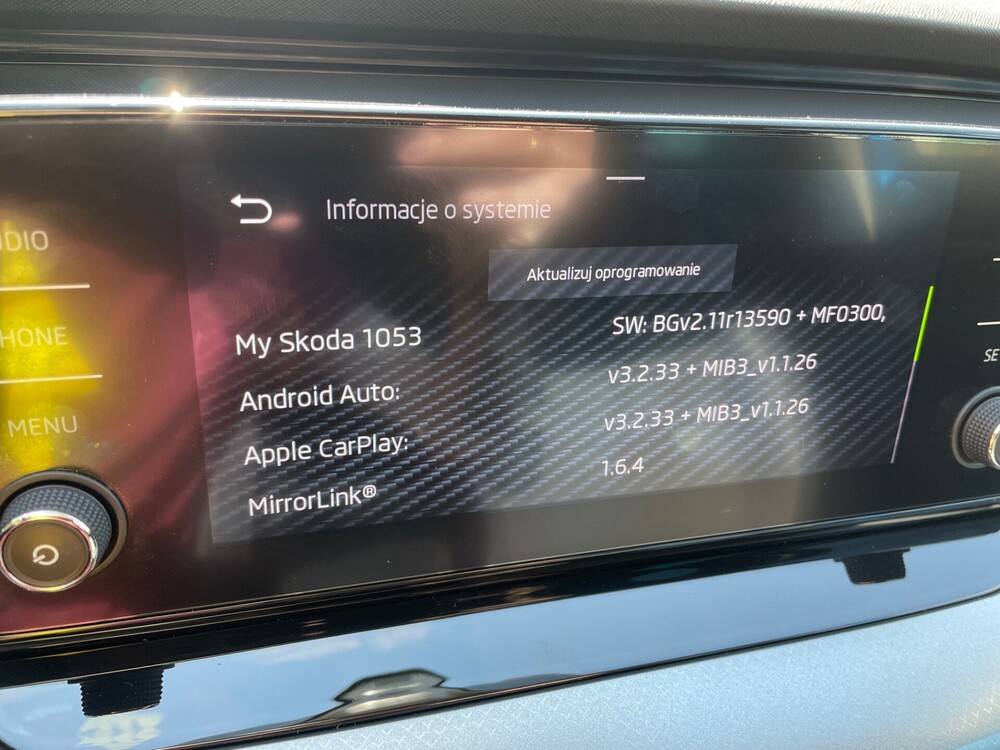 Informacje o systemie
Aktualizuj oprogramowanie
My Skoda 1053 SW: BGv2.11r13590 + MF0300,
Android Auto: v3.2.33 + MIB3_v1.1.26
Apple CarPlay: v3.2.33 + MIB3_v1.1.26
MirrorLink® 1.6.4
MENU